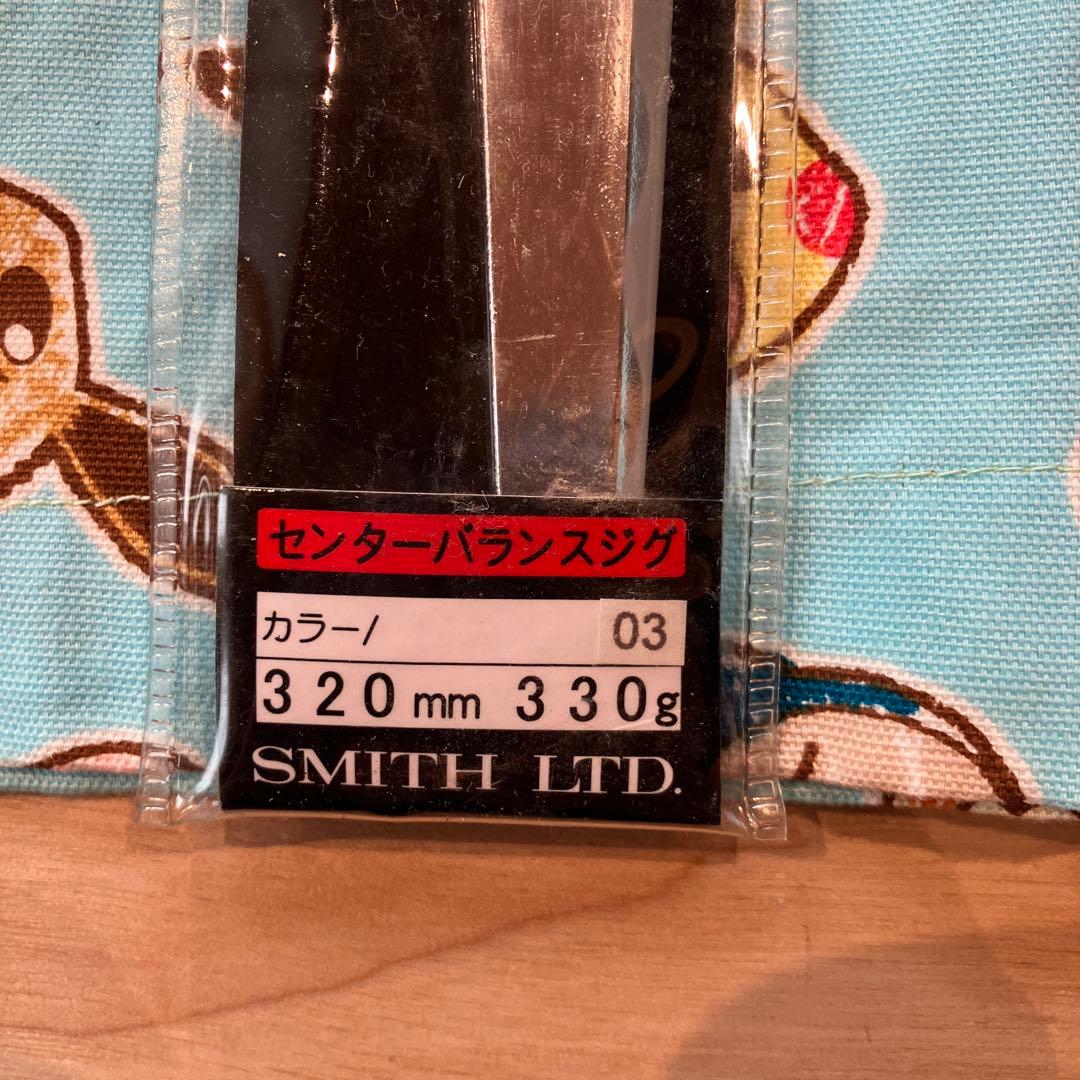 センターバランスジグ
カラー/ 03
320mm 330g
SMITH LTD.